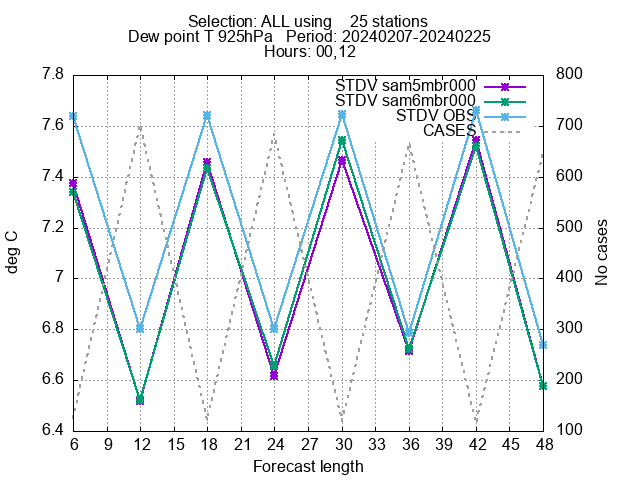 Selection: ALL using 25 stations
Dew point T 925hPa Period: 20240207-20240225
Hours: 00,12
7.8 800
STDV sam5mbr000
STDV sam6mbr000
STDV OBS
CASES
7.6 700
7.4 600
7.2 500
7 400
6.8 300
6.6 200
6.4 100
deg C
No cases
6 9 12 15 18 21 24 27 30 33 36 39 42 45 48
Forecast length